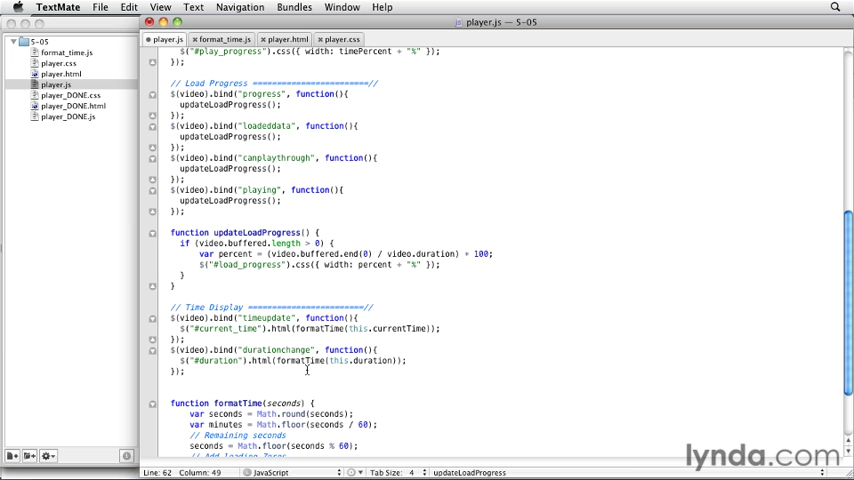 TextMate File Edit View Text Navigation Bundles Window Help
player.js — 5-05
player.js format_time.js player.html player.css
5-05
format_time.js
player.css
player.html
player.js
player_DONE.css
player_DONE.html
player_DONE.js
$("#play_progress").css({ width: timePercent + "%" });
});
// Load Progress ========================//
$(video).bind("progress", function(){
updateLoadProgress();
});
$(video).bind("loadeddata", function(){
updateLoadProgress();
});
$(video).bind("canplaythrough", function(){
updateLoadProgress();
});
$(video).bind("playing", function(){
updateLoadProgress();
});
function updateLoadProgress() {
if (video.buffered.length > 0) {
var percent = (video.buffered.end(0) / video.duration) + 100;
$("#load_progress").css({ width: percent + "%" });
}
}
// Time Display ========================//
$(video).bind("timeupdate", function(){
$("#current_time").html(formatTime(this.currentTime));
});
$(video).bind("durationchange", function(){
$("#duration").html(formatTime(this.duration));
});
function formatTime(seconds) {
var seconds = Math.round(seconds);
var minutes = Math.floor(seconds / 60);
// Remaining seconds
seconds = Math.floor(seconds % 60);
// Add leading Zeros
lynda.com
Line: 62 Column: 49 JavaScript Tab Size: 4 updateLoadProgress